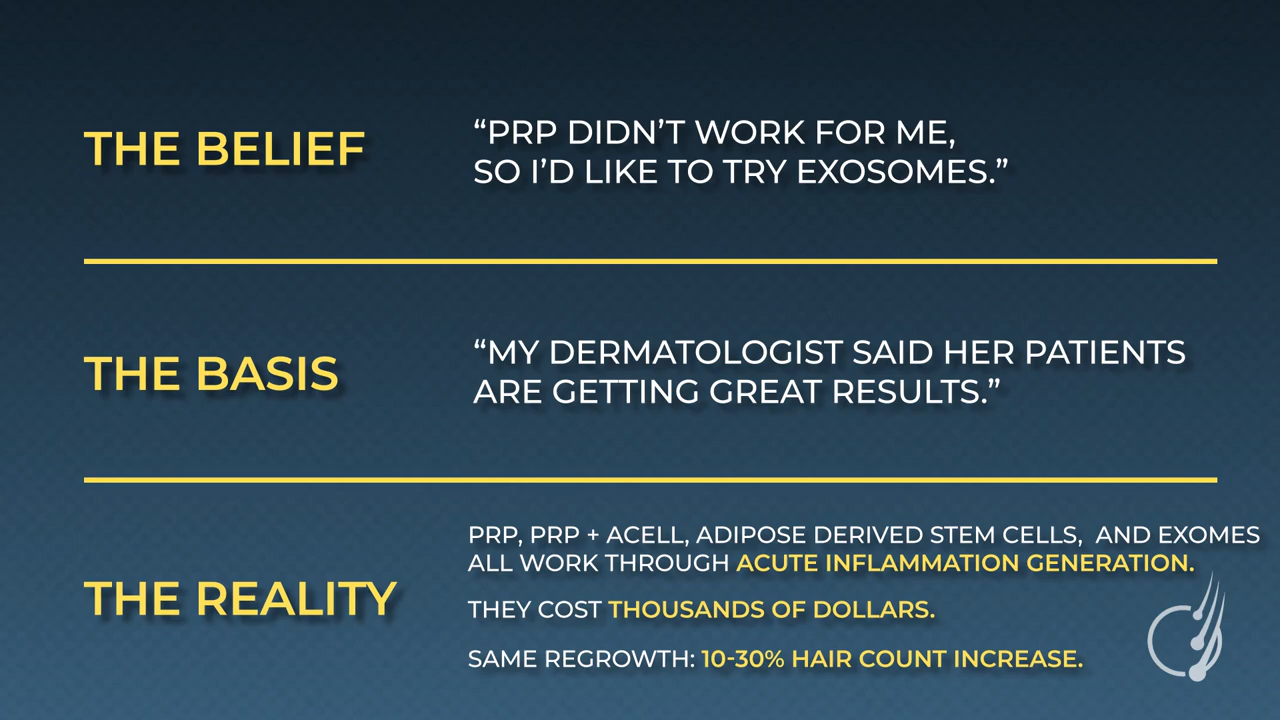 THE BELIEF
“PRP DIDN’T WORK FOR ME,
SO I’D LIKE TO TRY EXOSOMES.”
THE BASIS
“MY DERMATOLOGIST SAID HER PATIENTS
ARE GETTING GREAT RESULTS.”
THE REALITY
PRP, PRP + ACELL, ADIPOSE DERIVED STEM CELLS,  AND EXOMES
ALL WORK THROUGH ACUTE INFLAMMATION GENERATION.
THEY COST THOUSANDS OF DOLLARS.
SAME REGROWTH: 10-30% HAIR COUNT INCREASE.